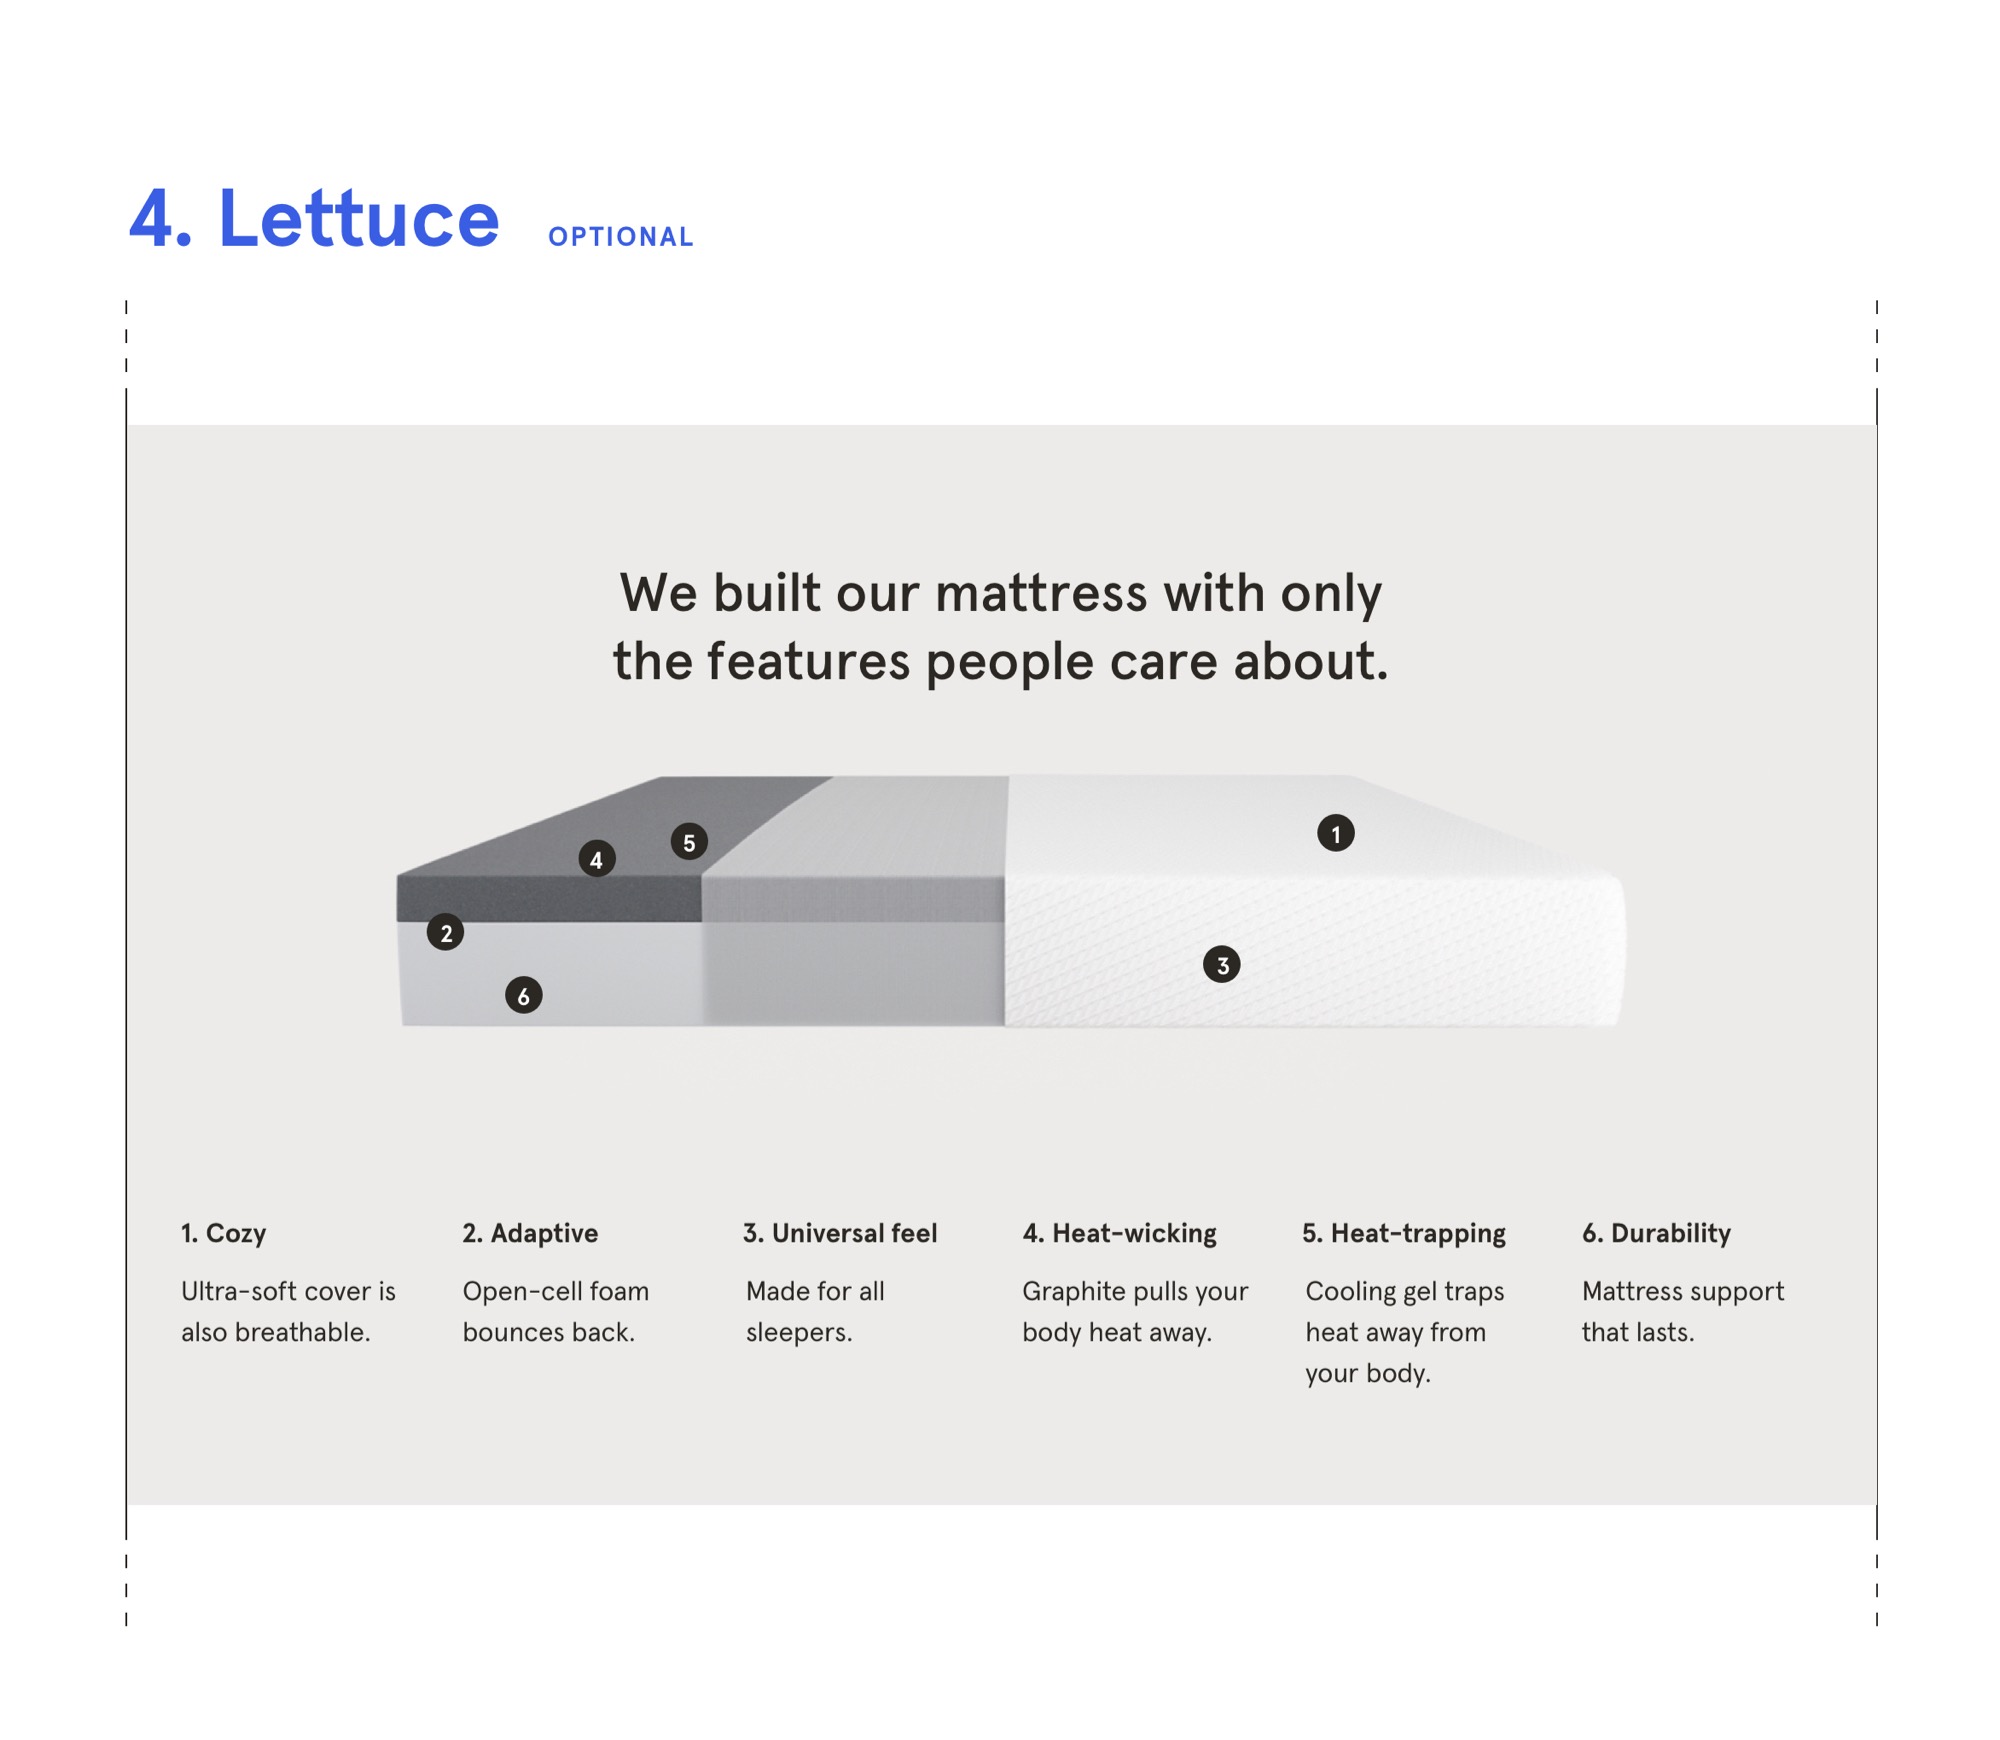 4. Lettuce OPTIONAL
We built our mattress with only
the features people care about.
4
5
1
2
3
6
1. Cozy
Ultra-soft cover is
also breathable.
2. Adaptive
Open-cell foam
bounces back.
3. Universal feel
Made for all
sleepers.
4. Heat-wicking
Graphite pulls your
body heat away.
5. Heat-trapping
Cooling gel traps
heat away from
your body.
6. Durability
Mattress support
that lasts.